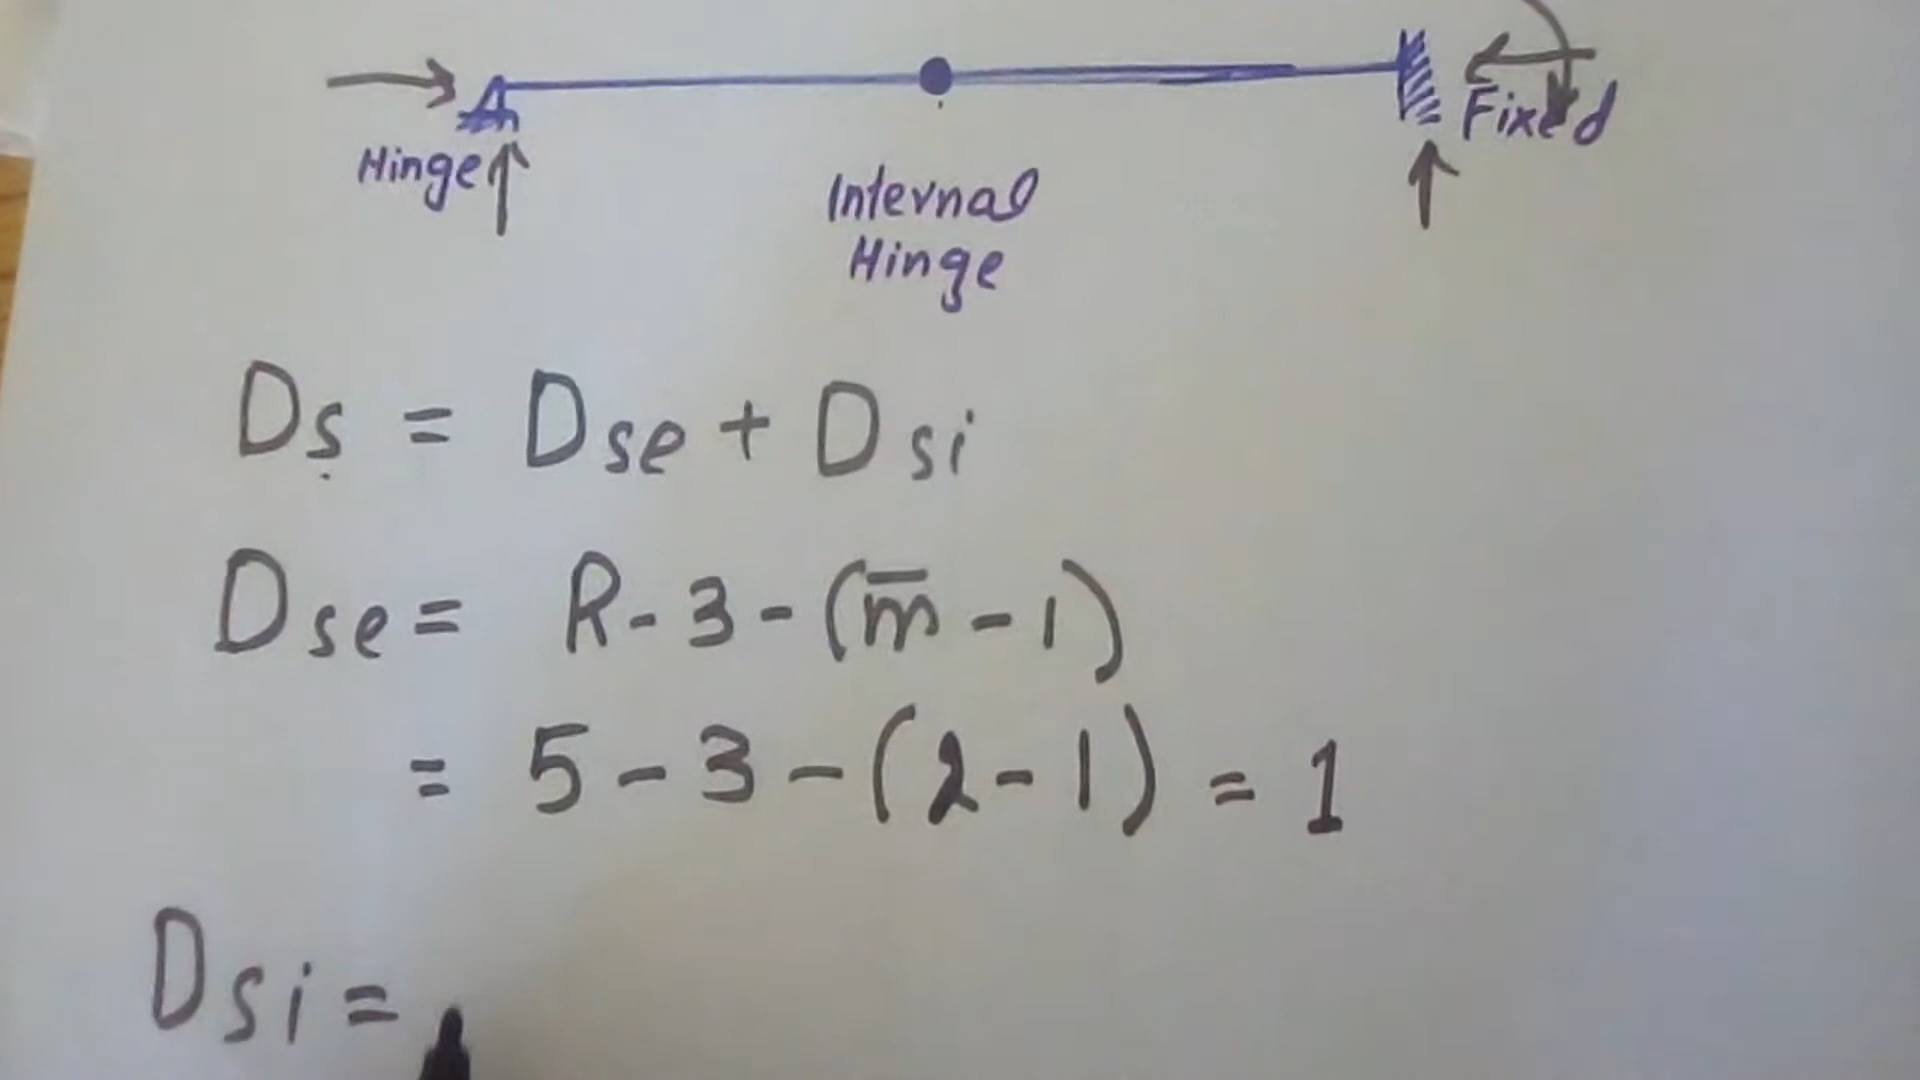 Hinge
Fixed
Internal
Hinge
Ds = Dse + Dsi
Dse = R - 3 - (m̅ - 1)
= 5 - 3 - (2 - 1) = 1
Dsi =